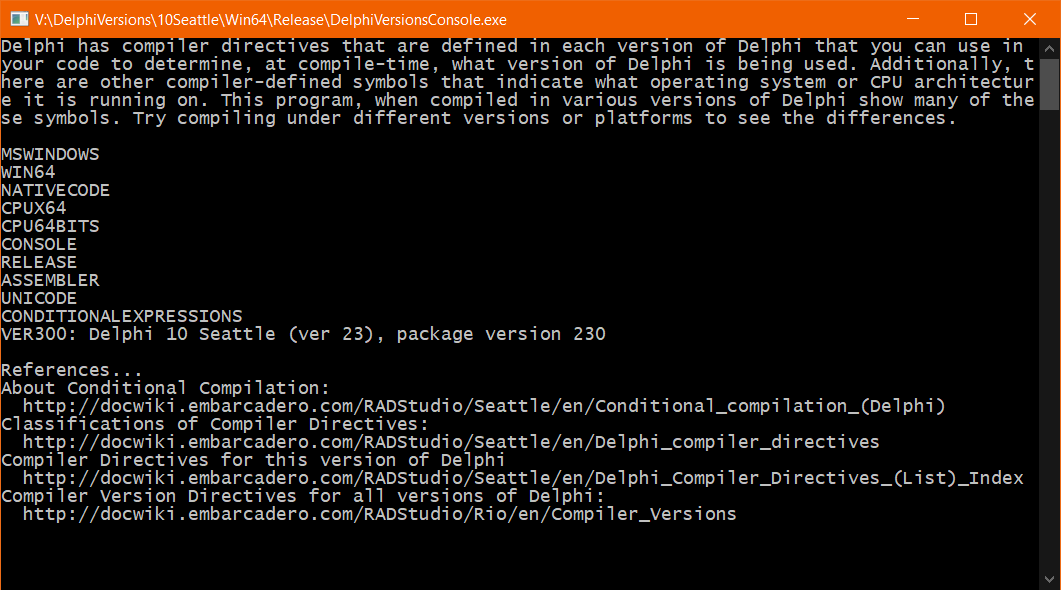 V:\DelphiVersions\10Seattle\Win64\Release\DelphiVersionsConsole.exe
Delphi has compiler directives that are defined in each version of Delphi that you can use in
your code to determine, at compile-time, what version of Delphi is being used. Additionally, t
here are other compiler-defined symbols that indicate what operating system or CPU architectur
e it is running on. This program, when compiled in various versions of Delphi show many of the
se symbols. Try compiling under different versions or platforms to see the differences.
MSWINDOWS
WIN64
NATIVECODE
CPUX64
CPU64BITS
CONSOLE
RELEASE
ASSEMBLER
UNICODE
CONDITIONALEXPRESSIONS
VER300: Delphi 10 Seattle (ver 23), package version 230
References...
About Conditional Compilation:
http://docwiki.embarcadero.com/RADStudio/Seattle/en/Conditional_compilation_(Delphi)
Classifications of Compiler Directives:
http://docwiki.embarcadero.com/RADStudio/Seattle/en/Delphi_compiler_directives
Compiler Directives for this version of Delphi
http://docwiki.embarcadero.com/RADStudio/Seattle/en/Delphi_Compiler_Directives_(List)_Index
Compiler Version Directives for all versions of Delphi:
http://docwiki.embarcadero.com/RADStudio/Rio/en/Compiler_Versions